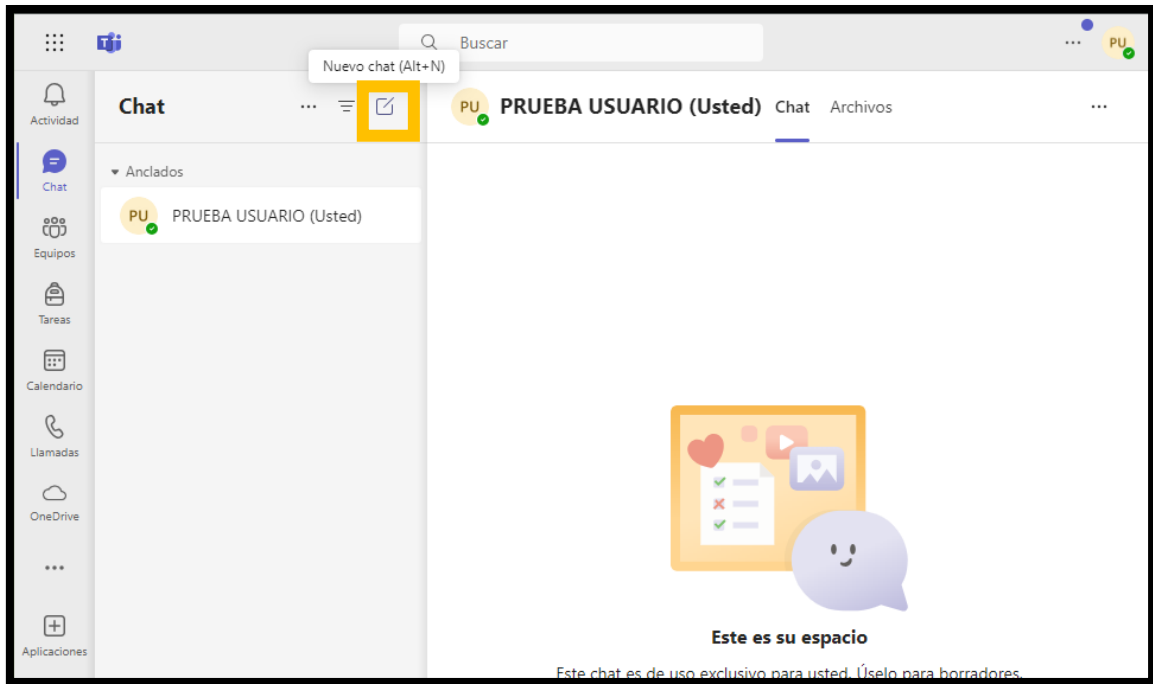 Buscar
PU
Nuevo chat (Alt+N)
Actividad
Chat
Equipos
Tareas
Calendario
Llamadas
OneDrive
Aplicaciones
Chat
Anclados
PU PRUEBA USUARIO (Usted)
PU PRUEBA USUARIO (Usted) Chat Archivos
Este es su espacio
Este chat es de uso exclusivo para usted. Úselo para borradores,